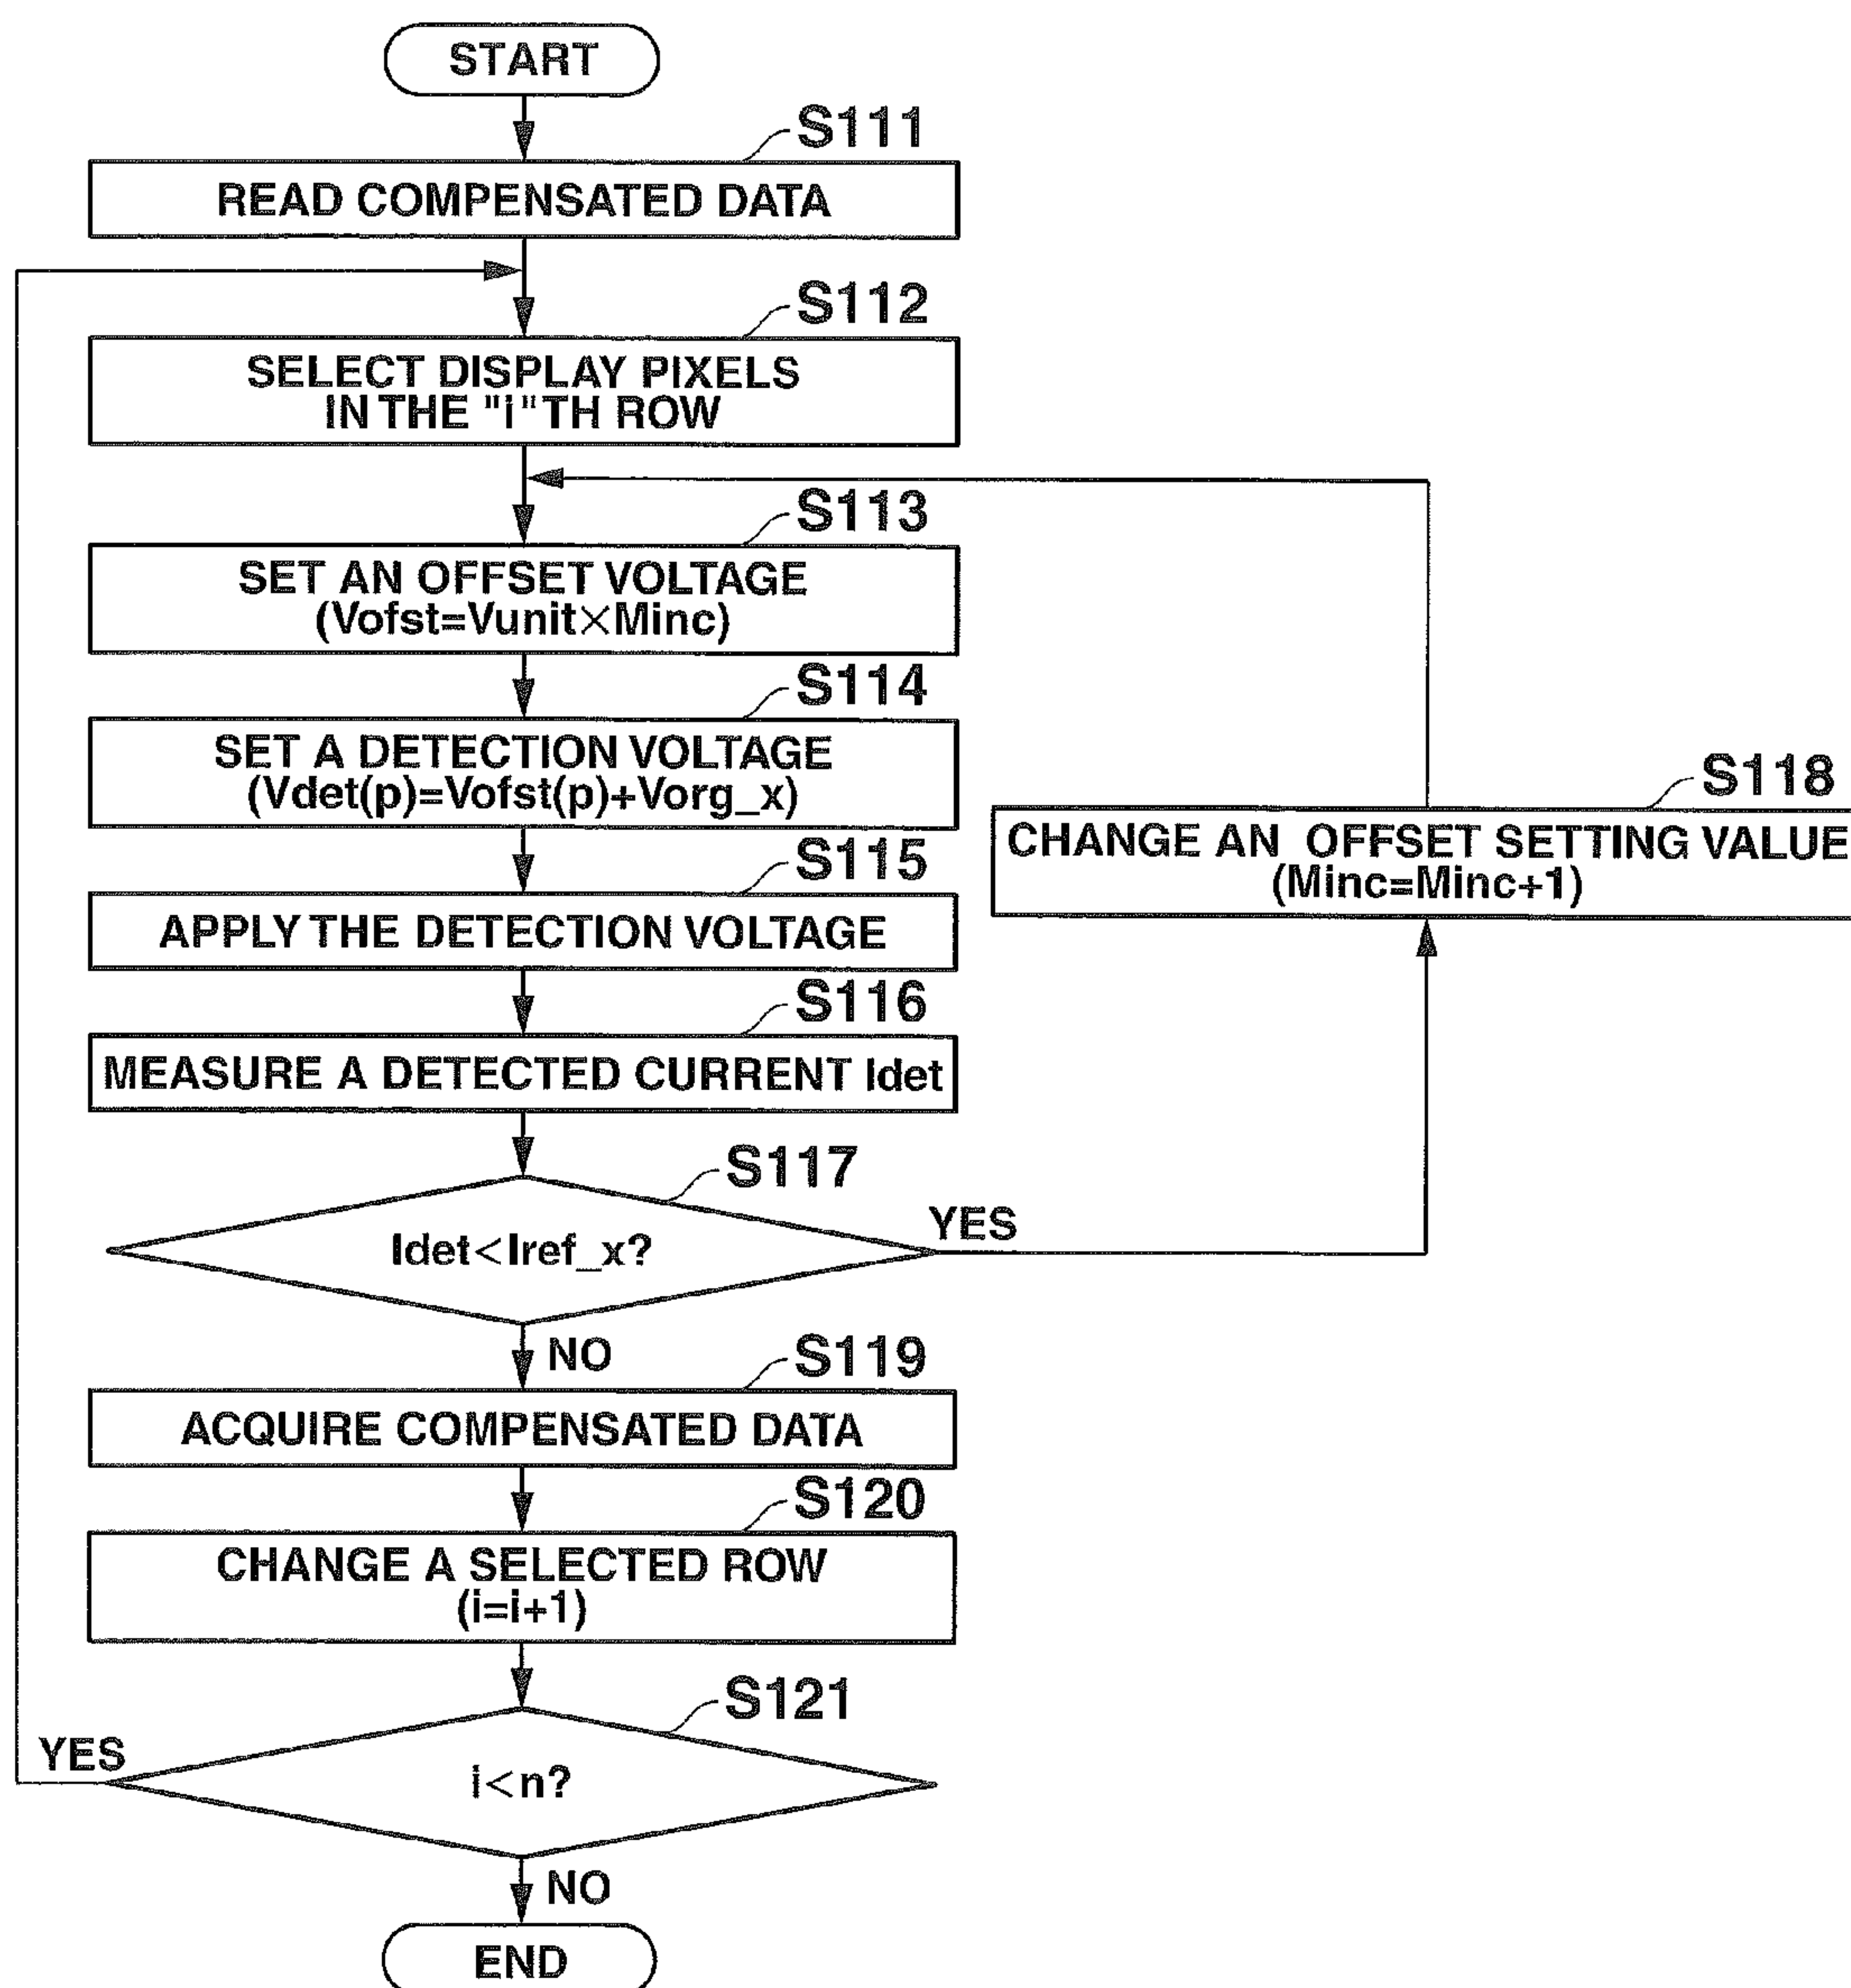 START
S111
READ COMPENSATED DATA
S112
SELECT DISPLAY PIXELS
IN THE "i"TH ROW
S113
SET AN OFFSET VOLTAGE
(Vofst=Vunit×Minc)
S114
SET A DETECTION VOLTAGE
(Vdet(p)=Vofst(p)+Vorg_x)
S115
APPLY THE DETECTION VOLTAGE
S116
MEASURE A DETECTED CURRENT Idet
S117
Idet<Iref_x?
YES
S118
CHANGE AN OFFSET SETTING VALUE
(Minc=Minc+1)
NO
S119
ACQUIRE COMPENSATED DATA
S120
CHANGE A SELECTED ROW
(i=i+1)
S121
i<n?
YES
NO
END